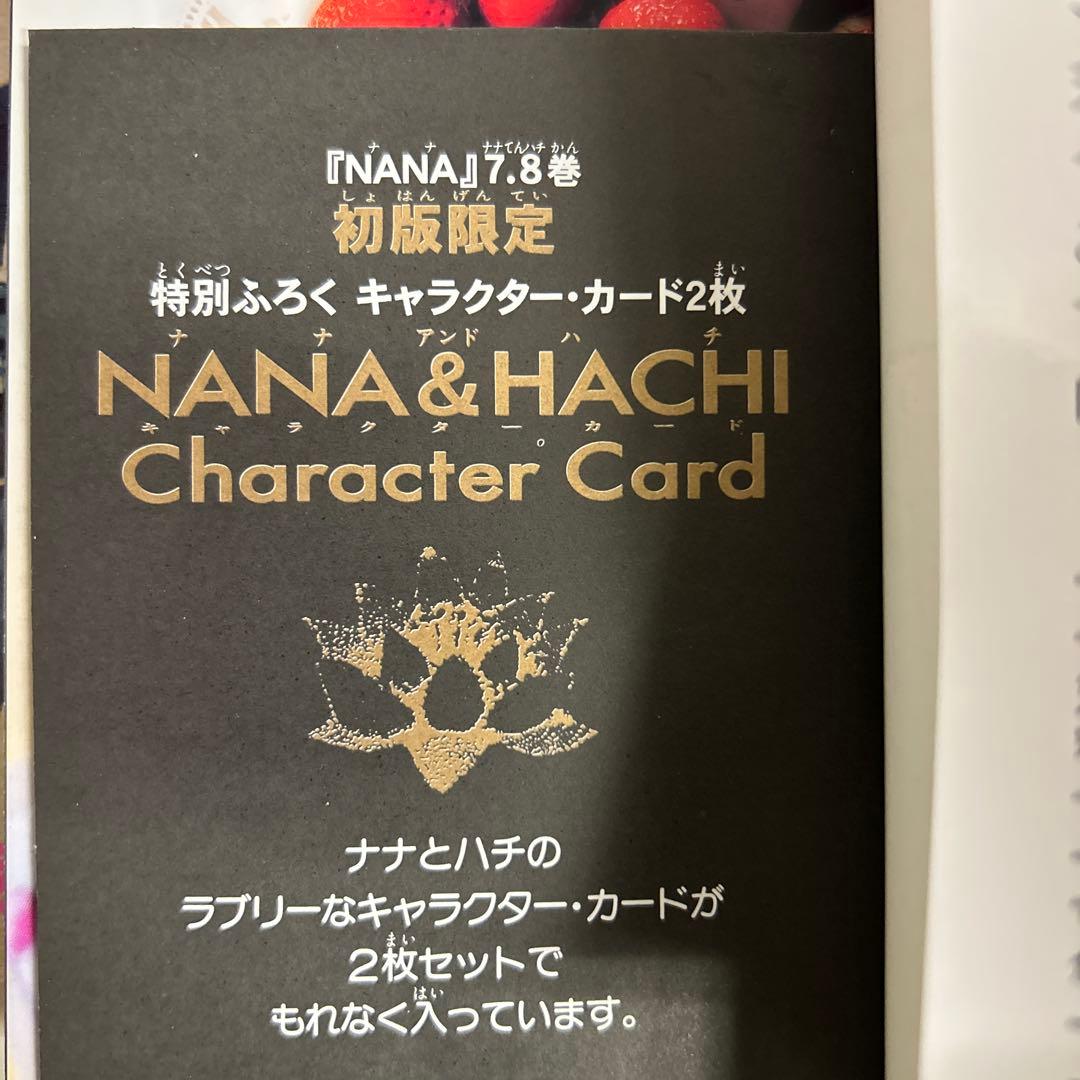 『NANA』7.8巻
初版限定
特別ふろく キャラクター・カード2枚
NANA&HACHI
Character Card
ナナとハチの
ラブリーなキャラクター・カードが
2枚セットで
もれなく入っています。